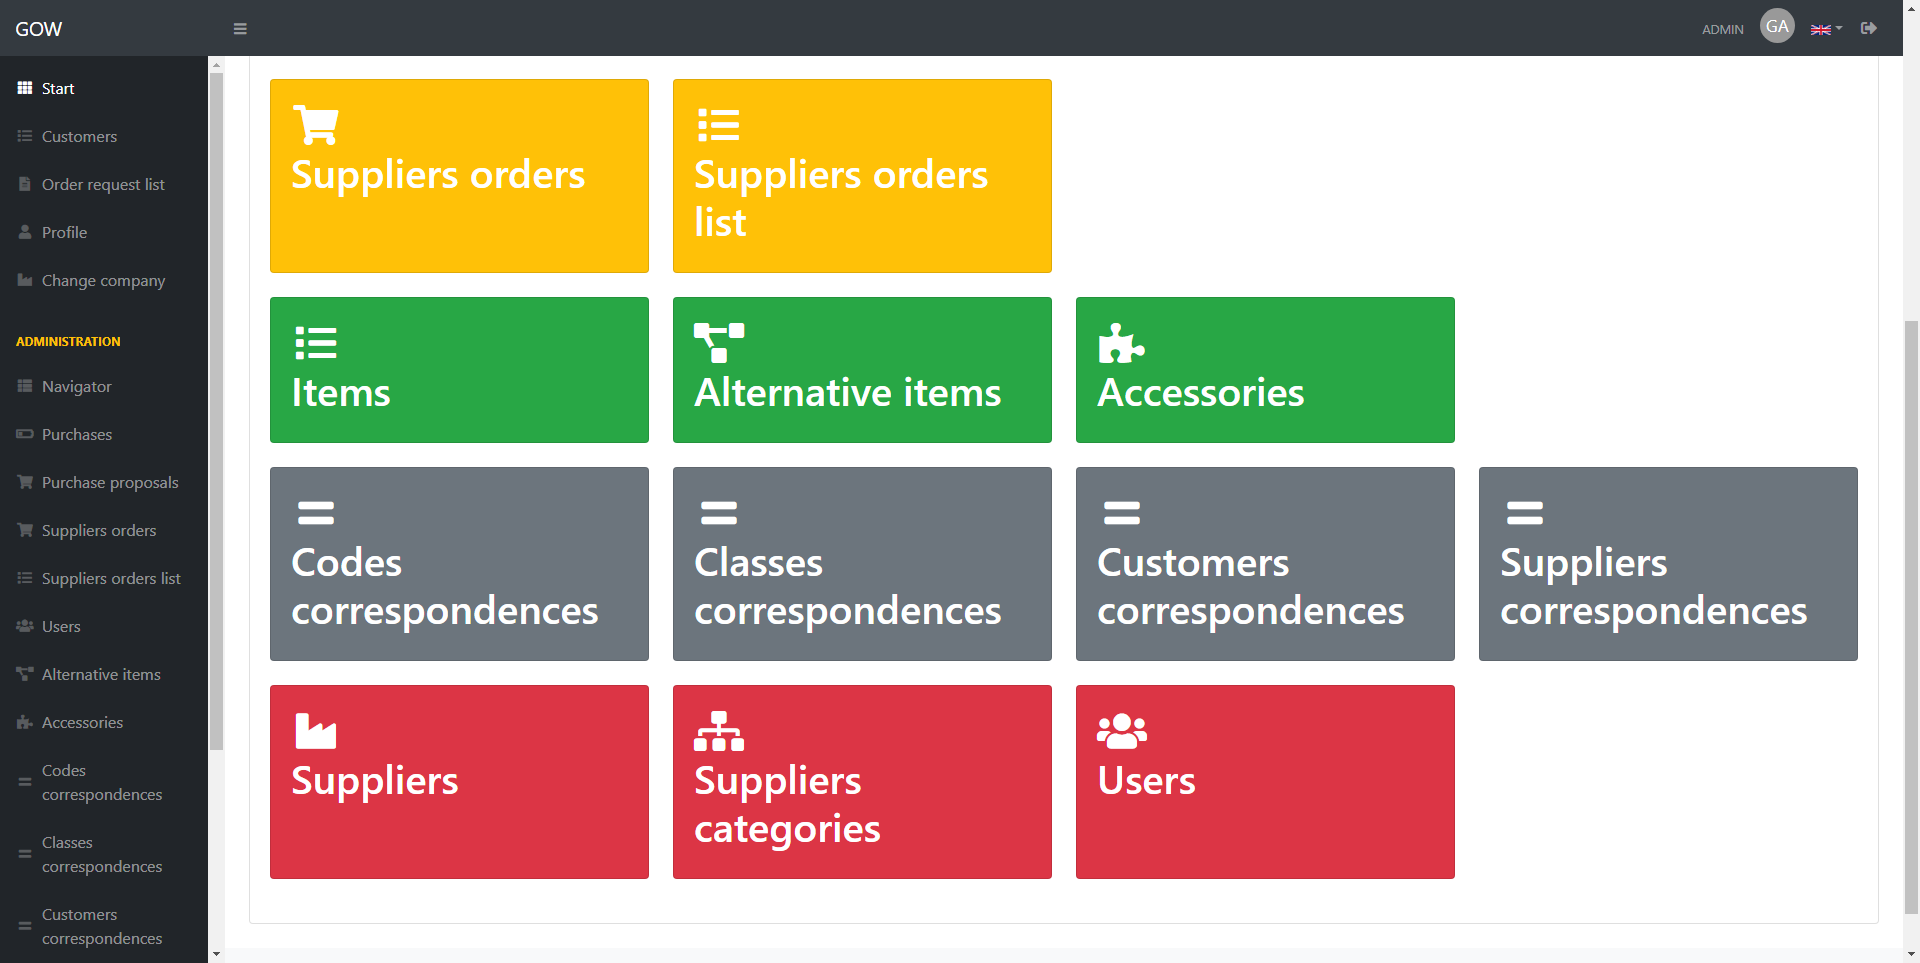 GOW
ADMIN
GA
Start
Customers
Order request list
Profile
Change company
ADMINISTRATION
Navigator
Purchases
Purchase proposals
Suppliers orders
Suppliers orders list
Users
Alternative items
Accessories
Codes
correspondences
Classes
correspondences
Customers
correspondences
Suppliers orders
Suppliers orders
list
Items
Alternative items
Accessories
Codes
correspondences
Classes
correspondences
Customers
correspondences
Suppliers
correspondences
Suppliers
Suppliers
categories
Users